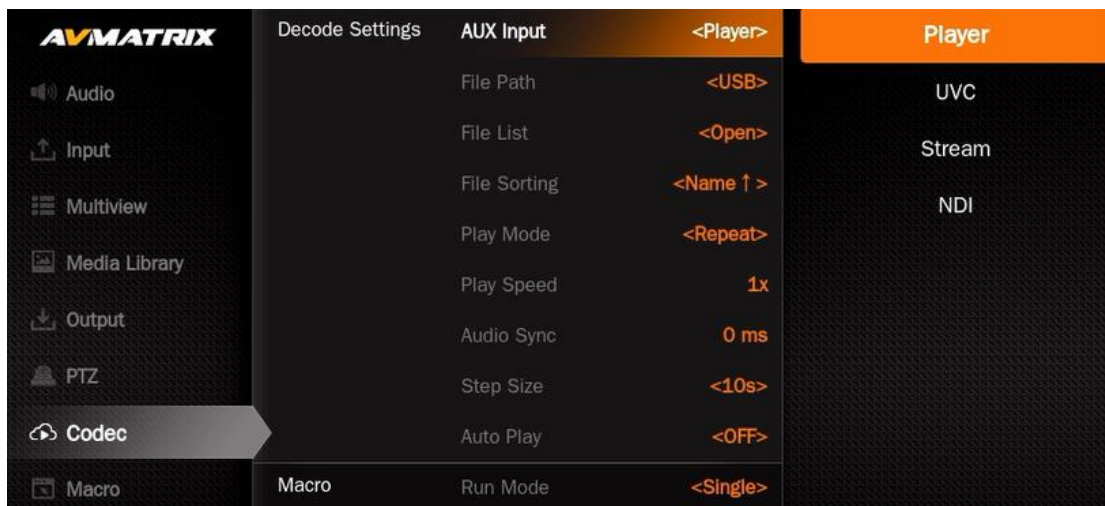 AVMATRIX
Audio
Input
Multiview
Media Library
Output
PTZ
Codec
Macro
Decode Settings
AUX Input <Player>
File Path <USB>
File List <Open>
File Sorting <Name ↑ >
Play Mode <Repeat>
Play Speed 1x
Audio Sync 0 ms
Step Size <10s>
Auto Play <OFF>
Macro Run Mode <Single>
Player
UVC
Stream
NDI